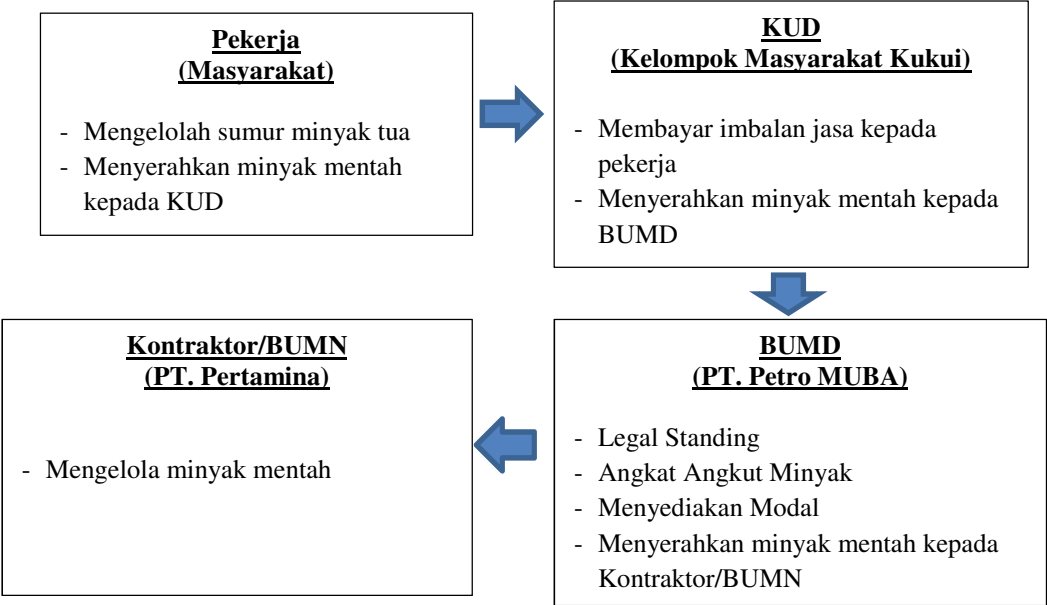 Pekerja
(Masyarakat)
- Mengelolah sumur minyak tua
- Menyerahkan minyak mentah
kepada KUD
KUD
(Kelompok Masyarakat Kukui)
- Membayar imbalan jasa kepada
pekerja
- Menyerahkan minyak mentah kepada
BUMD
BUMD
(PT. Petro MUBA)
- Legal Standing
- Angkat Angkut Minyak
- Menyediakan Modal
- Menyerahkan minyak mentah kepada
Kontraktor/BUMN
Kontraktor/BUMN
(PT. Pertamina)
- Mengelola minyak mentah